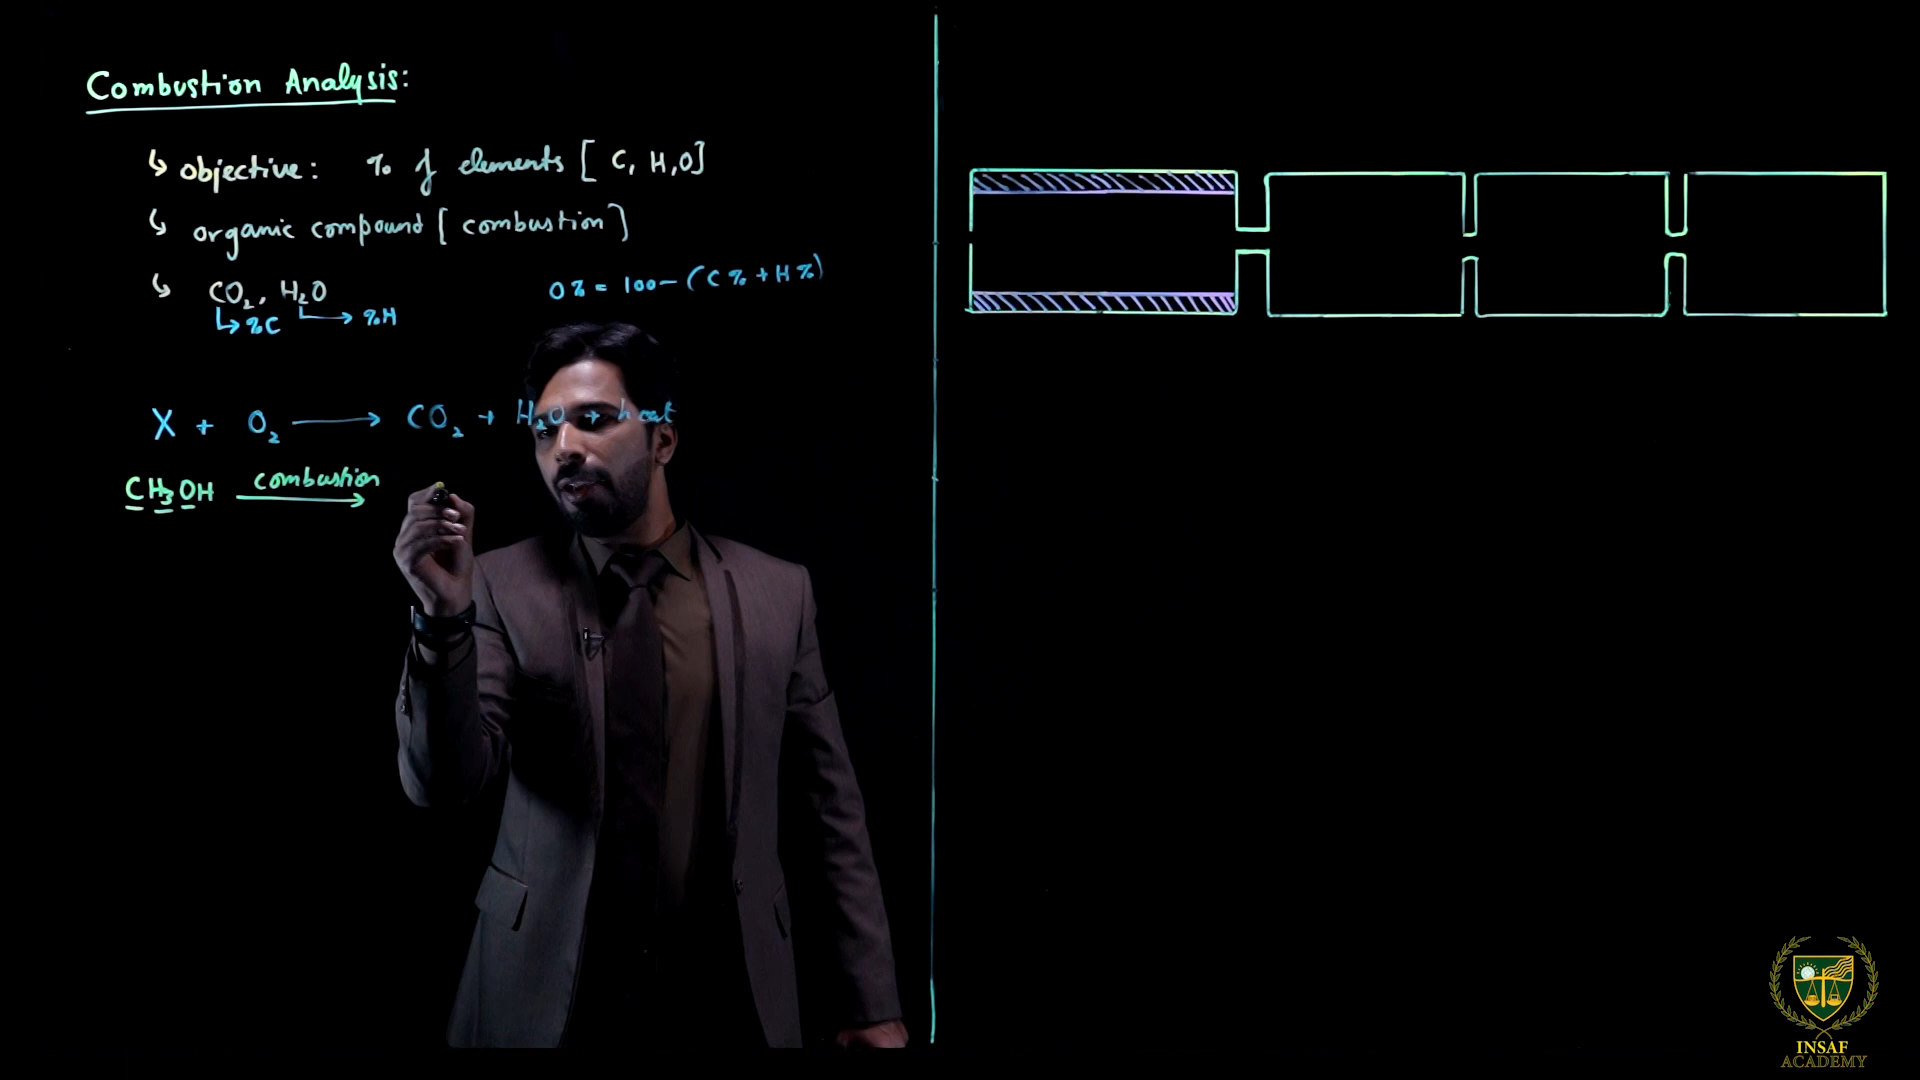 Combustion Analysis:
↳ objective: % of elements [ C, H, O]
↳ organic compound [ combustion ]
↳ CO₂, H₂O
↳ %C → %H
O % = 100 - (C % + H %)
X + O₂ → CO₂ + H₂O + heat
CH₃OH combustion →
INSAF
ACADEMY